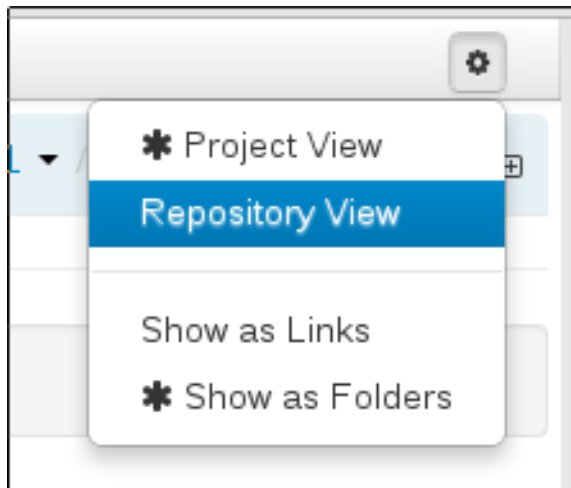 ✱ Project View
Repository View
Show as Links
✱ Show as Folders